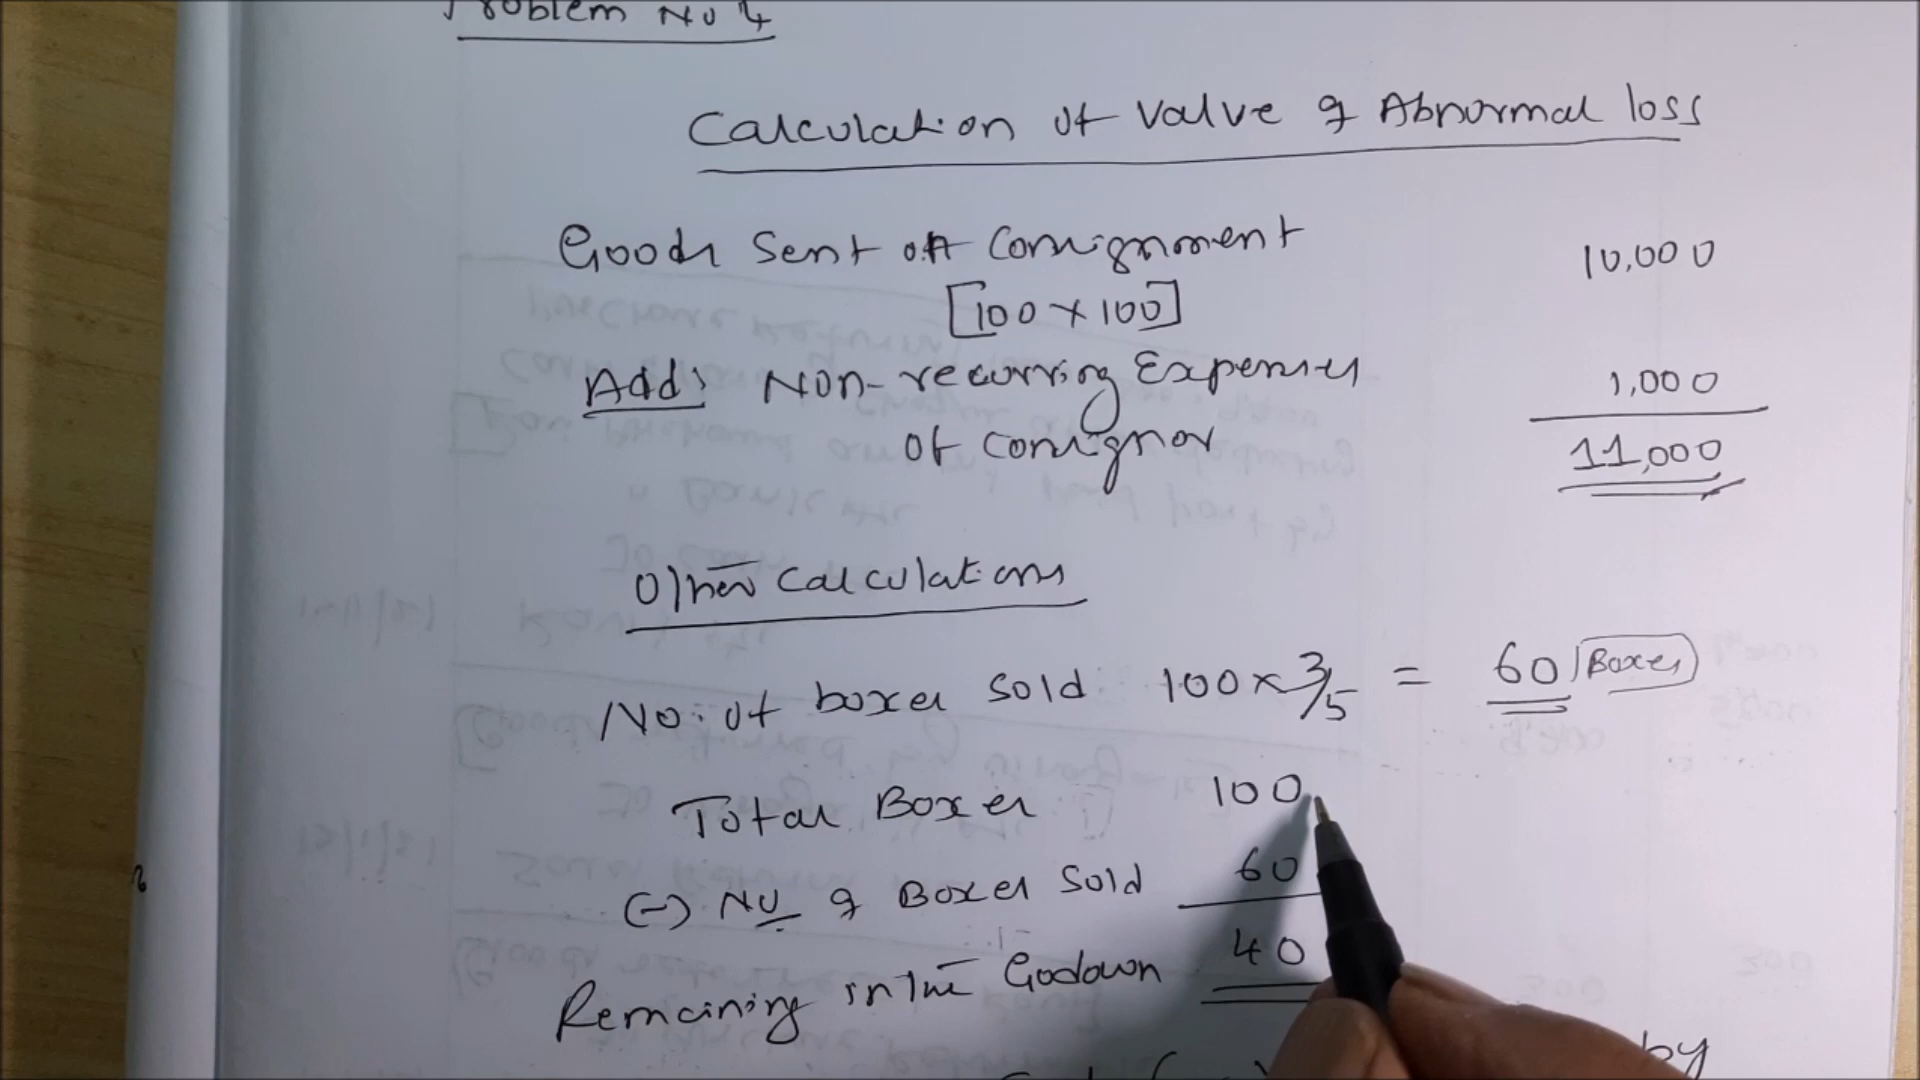 Problem No 4
Calculation of Value of Abnormal loss
Goods Sent on Consignment 10,000
[100 x 100]
Add: Non-recurring Expenses 1,000
of consignor 11,000
Other Calculations
No. of boxes sold 100 x 3/5 = 60 Boxes
Total Boxes 100
(-) No of Boxes Sold 60
Remaining in the Godown 40
by